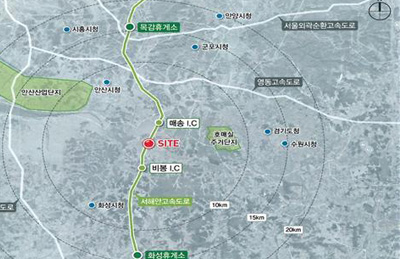 안양시청
시흥시청
목감휴게소
서울외곽순환고속도로
군포시청
영동고속도로
안산산업단지
안산시청
매송 I.C
호매실
주거단지
경기도청
SITE
수원시청
비봉 I.C
서해안고속도로
화성시청
도로
10km
15km
20km
화성휴게소